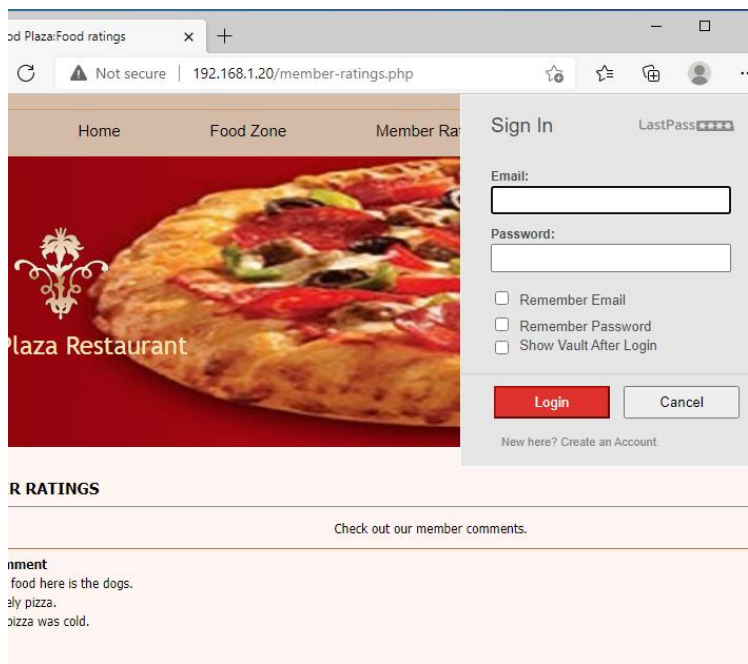 od Plaza:Food ratings
Not secure | 192.168.1.20/member-ratings.php
Home Food Zone Member Ra
Plaza Restaurant
Sign In LastPass****
Email:
Password:
Remember Email
Remember Password
Show Vault After Login
Login Cancel
New here? Create an Account.
R RATINGS
Check out our member comments.
mment
food here is the dogs.
ely pizza.
pizza was cold.